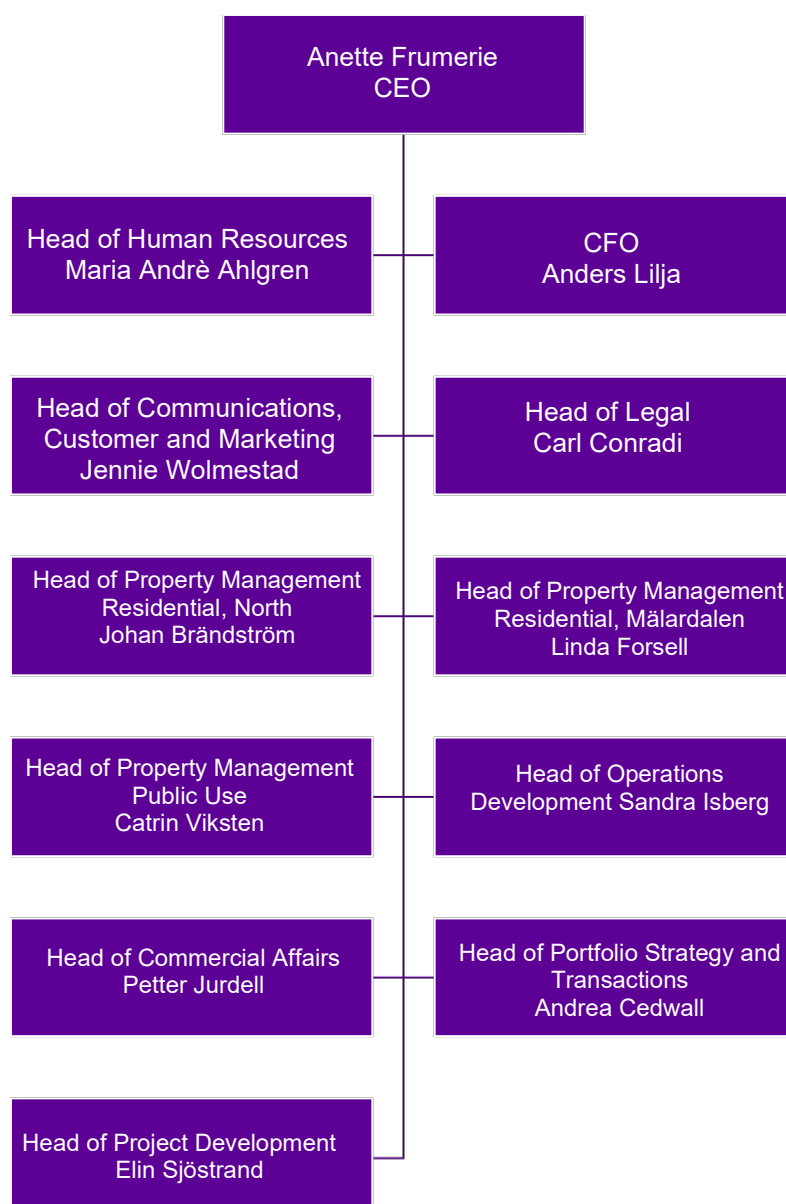 Anette Frumerie
CEO
Head of Human Resources
Maria Andrè Ahlgren
CFO
Anders Lilja
Head of Communications,
Customer and Marketing
Jennie Wolmestad
Head of Legal
Carl Conradi
Head of Property Management
Residential, North
Johan Brändström
Head of Property Management
Residential, Mälardalen
Linda Forsell
Head of Property Management
Public Use
Catrin Viksten
Head of Operations
Development Sandra Isberg
Head of Commercial Affairs
Petter Jurdell
Head of Portfolio Strategy and
Transactions
Andrea Cedwall
Head of Project Development
Elin Sjöstrand